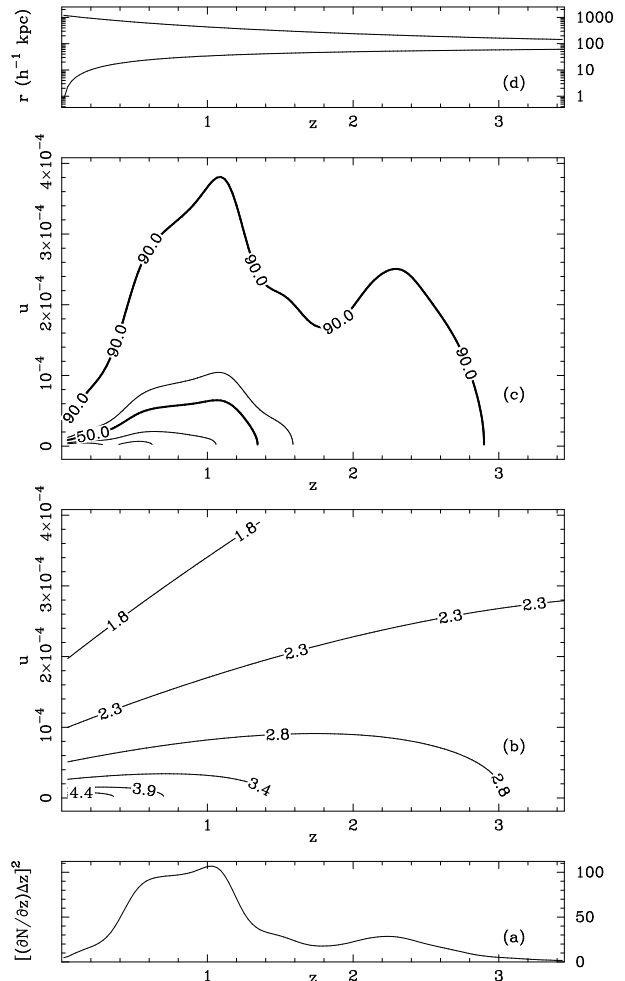 r (h⁻¹ kpc)
1000
100
10
1
(d)
1 2 3
z
u
4×10⁻⁴
3×10⁻⁴
2×10⁻⁴
10⁻⁴
0
90.0
90.0
90.0
90.0
90.0
90.0
50.0
(c)
1 2 3
z
u
4×10⁻⁴
3×10⁻⁴
2×10⁻⁴
10⁻⁴
0
1.8
1.8
2.3
2.3
2.3
2.3
2.8
2.8
3.4
3.9
4.4
(b)
1 2 3
z
[(∂N/∂z)Δz]²
100
50
0
(a)
1 2 3
z